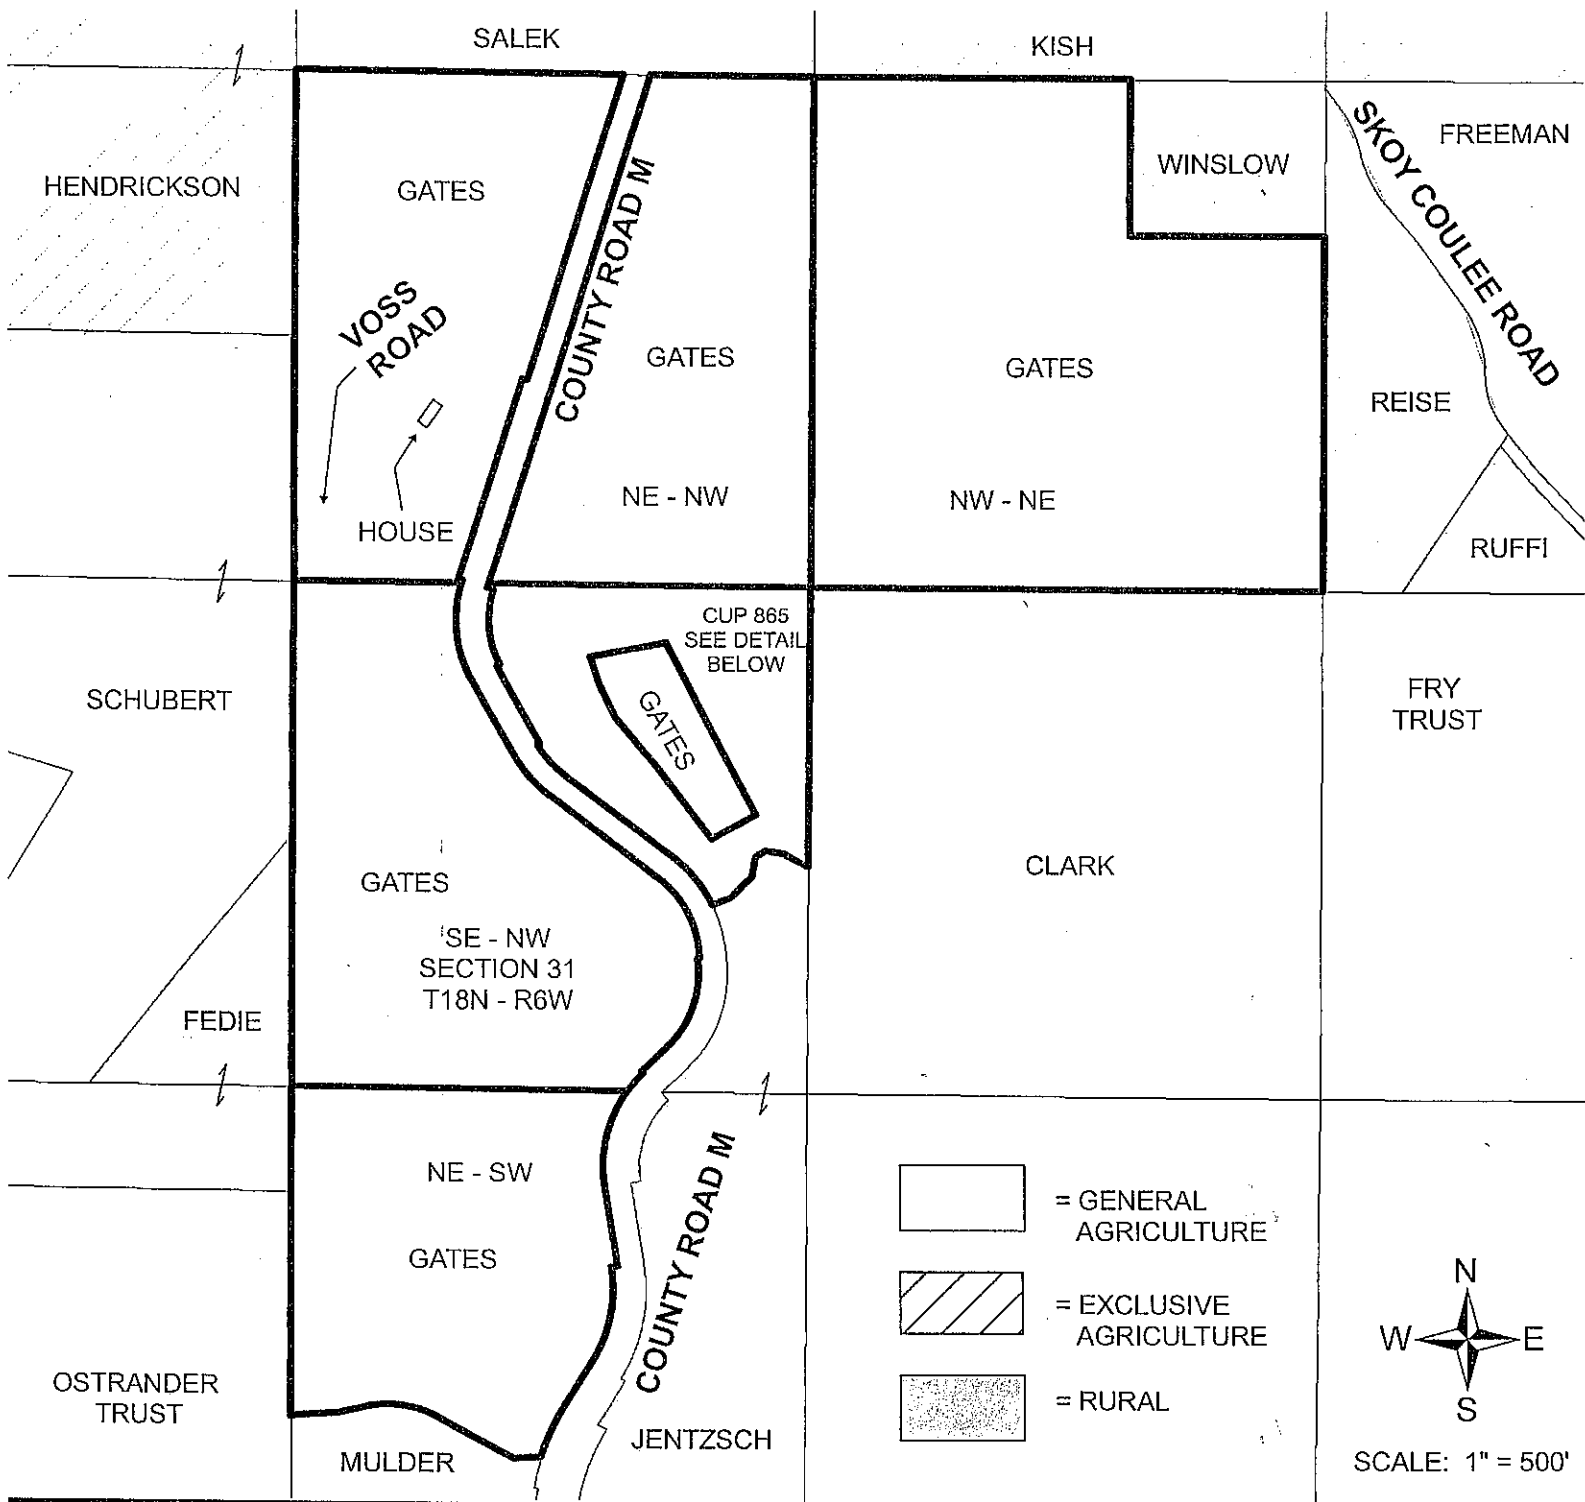 SALEK
KISH
HENDRICKSON
GATES
COUNTY ROAD M
WINSLOW
SKOY COULEE ROAD
FREEMAN
VOSS
ROAD
GATES
GATES
REISE
NE - NW
NW - NE
HOUSE
RUFFI
CUP 865
SEE DETAIL
BELOW
SCHUBERT
GATES
FRY
TRUST
GATES
CLARK
SE - NW
SECTION 31
T18N - R6W
FEDIE
NE - SW
GATES
COUNTY ROAD M
= GENERAL
AGRICULTURE
= EXCLUSIVE
AGRICULTURE
= RURAL
N
W
E
S
OSTRANDER
TRUST
MULDER
JENTZSCH
SCALE: 1" = 500'